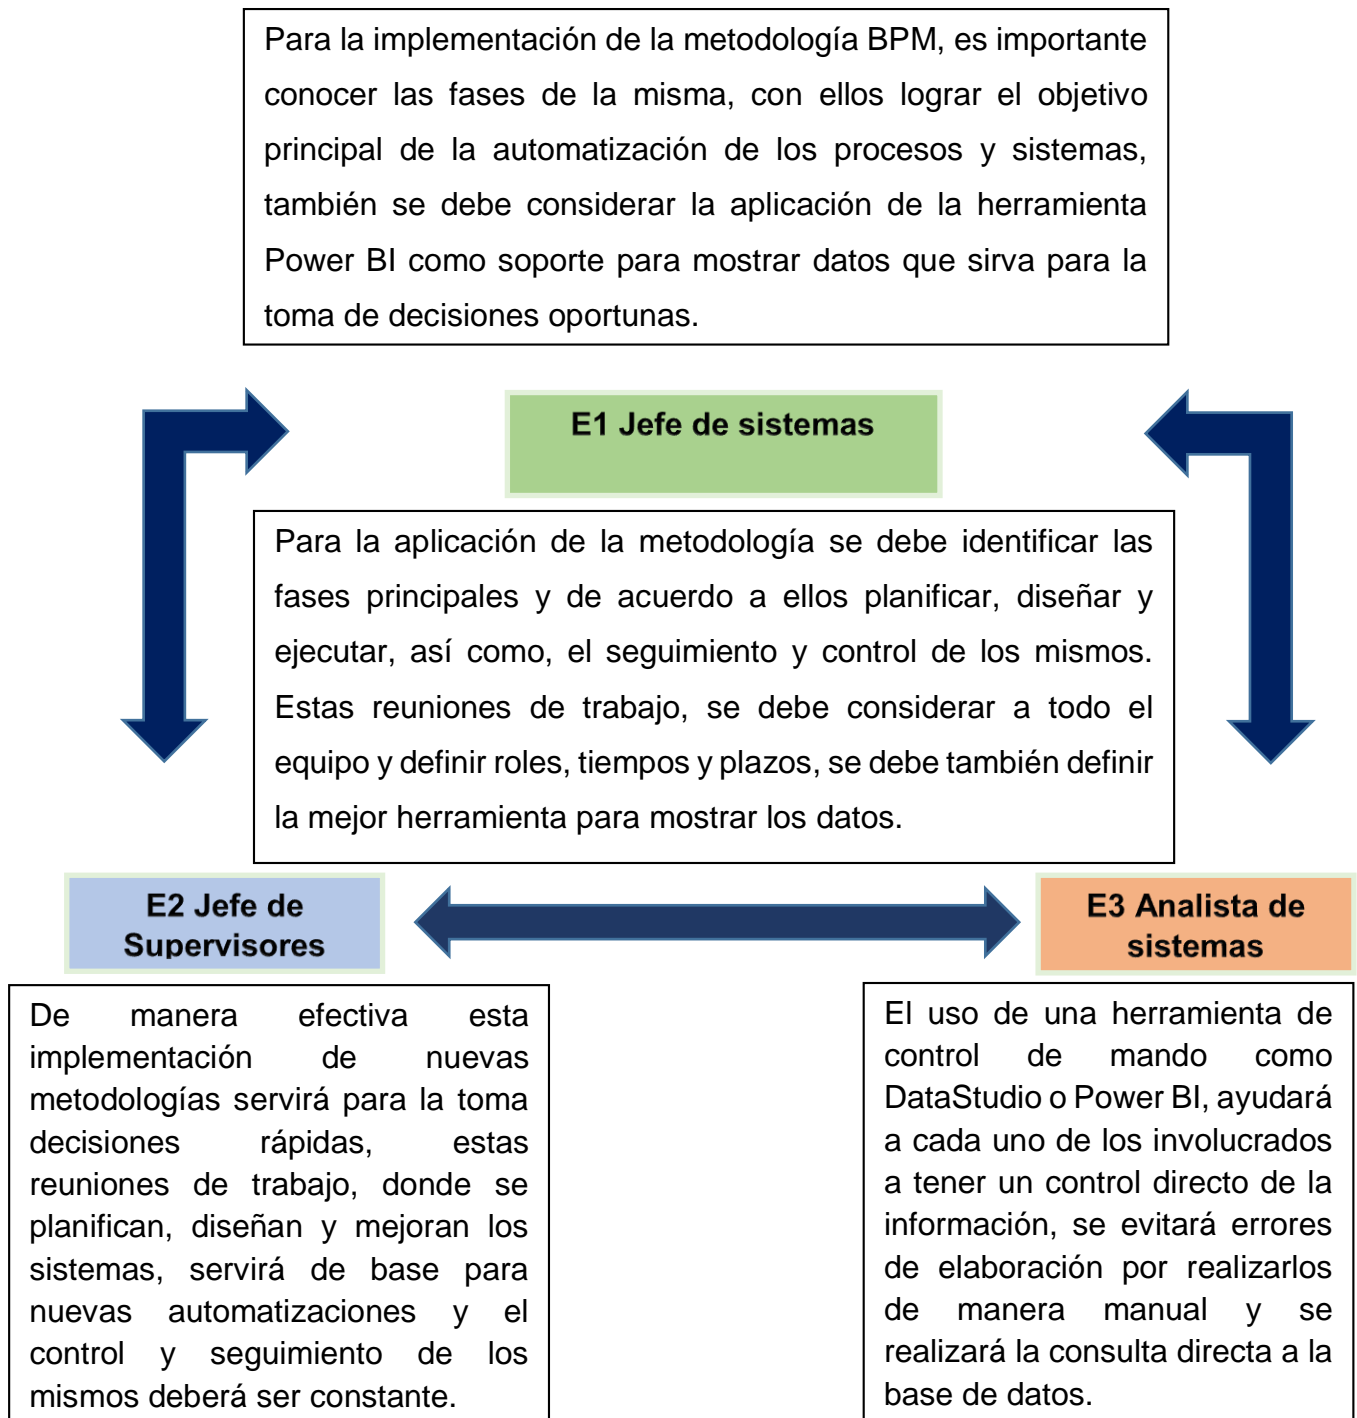 Para la implementación de la metodología BPM, es importante
conocer las fases de la misma, con ellos lograr el objetivo
principal de la automatización de los procesos y sistemas,
también se debe considerar la aplicación de la herramienta
Power BI como soporte para mostrar datos que sirva para la
toma de decisiones oportunas.
E1 Jefe de sistemas
Para la aplicación de la metodología se debe identificar las
fases principales y de acuerdo a ellos planificar, diseñar y
ejecutar, así como, el seguimiento y control de los mismos.
Estas reuniones de trabajo, se debe considerar a todo el
equipo y definir roles, tiempos y plazos, se debe también definir
la mejor herramienta para mostrar los datos.
E2 Jefe de
Supervisores
De manera efectiva esta
implementación de nuevas
metodologías servirá para la toma
decisiones rápidas, estas
reuniones de trabajo, donde se
planifican, diseñan y mejoran los
sistemas, servirá de base para
nuevas automatizaciones y el
control y seguimiento de los
mismos deberá ser constante.
E3 Analista de
sistemas
El uso de una herramienta de
control de mando como
DataStudio o Power BI, ayudará
a cada uno de los involucrados
a tener un control directo de la
información, se evitará errores
de elaboración por realizarlos
de manera manual y se
realizará la consulta directa a la
base de datos.